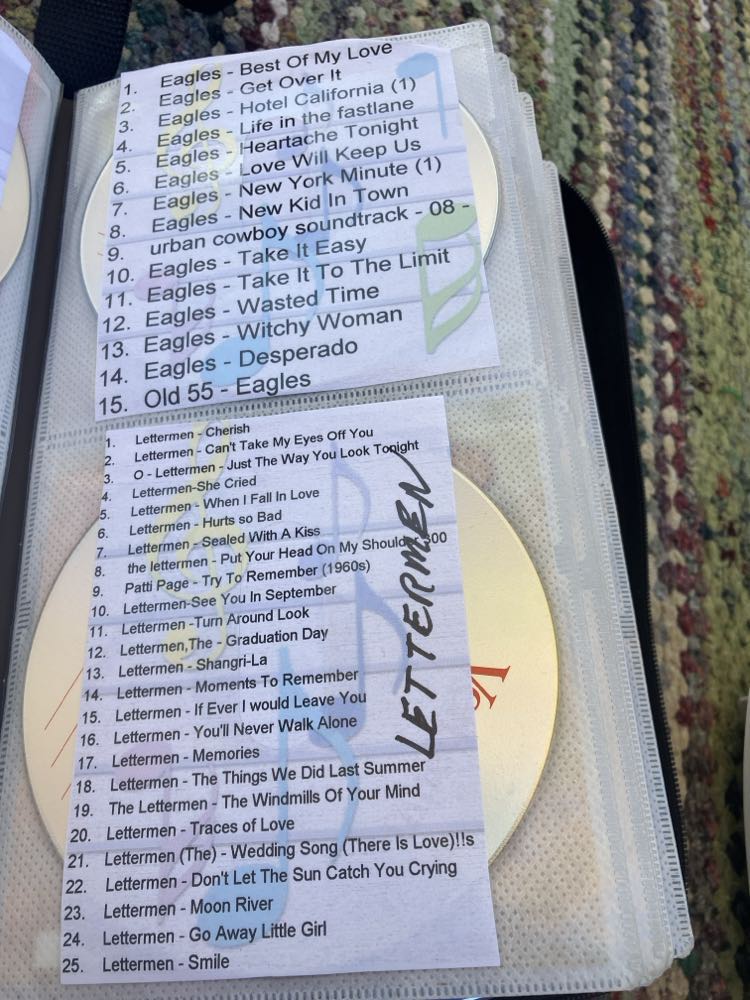 1. Eagles - Best Of My Love
2. Eagles - Get Over It
3. Eagles - Hotel California (1)
4. Eagles - Life in the fastlane
5. Eagles - Heartache Tonight
6. Eagles - Love Will Keep Us
7. Eagles - New York Minute (1)
8. Eagles - New Kid In Town
9. urban cowboy soundtrack - 08 -
10. Eagles - Take It Easy
11. Eagles - Take It To The Limit
12. Eagles - Wasted Time
13. Eagles - Witchy Woman
14. Eagles - Desperado
15. Old 55 - Eagles
1. Lettermen - Cherish
2. Lettermen - Can't Take My Eyes Off You
3. O - Lettermen - Just The Way You Look Tonight
4. Lettermen-She Cried
5. Lettermen - When I Fall In Love
6. Lettermen - Hurts so Bad
7. Lettermen - Sealed With A Kiss
8. the lettermen - Put Your Head On My Shoulder
9. Patti Page - Try To Remember (1960s)
10. Lettermen-See You In September
11. Lettermen -Turn Around Look
12. Lettermen,The - Graduation Day
13. Lettermen - Shangri-La
14. Lettermen - Moments To Remember
15. Lettermen - If Ever I would Leave You
16. Lettermen - You'll Never Walk Alone
17. Lettermen - Memories
18. Lettermen - The Things We Did Last Summer
19. The Lettermen - The Windmills Of Your Mind
20. Lettermen - Traces of Love
21. Lettermen (The) - Wedding Song (There Is Love)!!s
22. Lettermen - Don't Let The Sun Catch You Crying
23. Lettermen - Moon River
24. Lettermen - Go Away Little Girl
25. Lettermen - Smile
LETTERMEN